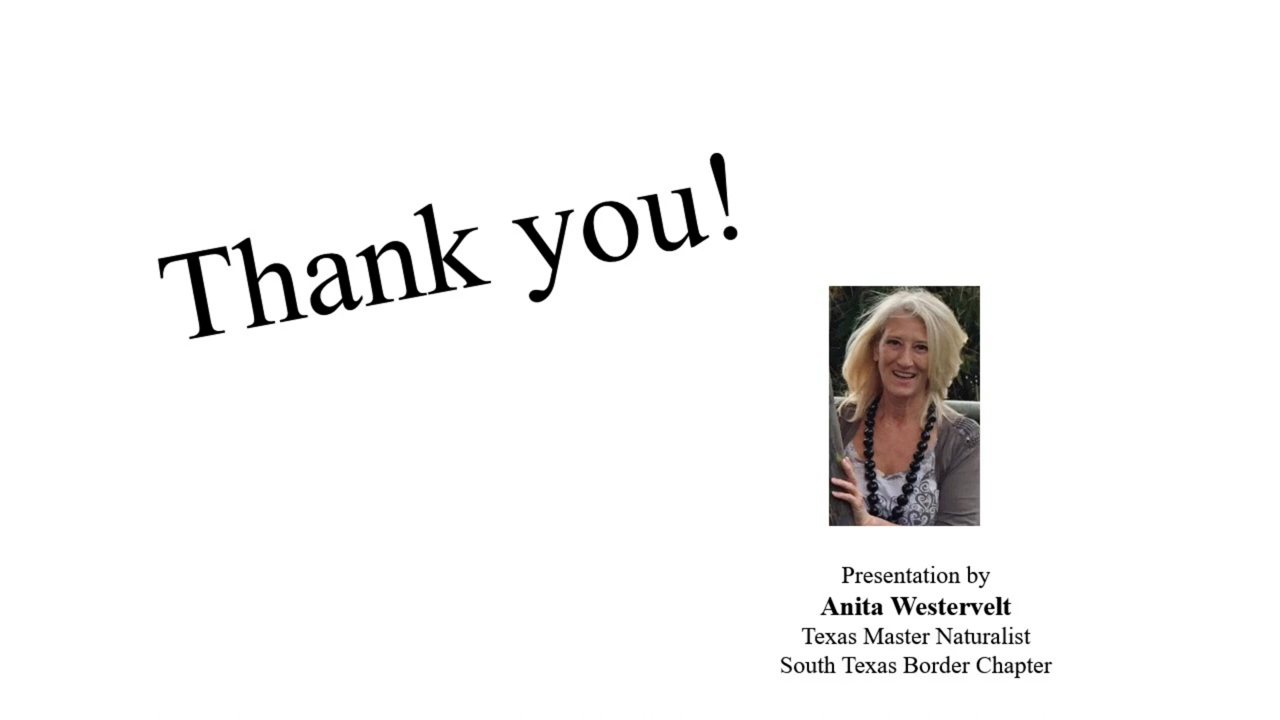 Thank you!
Presentation by
Anita Westervelt
Texas Master Naturalist
South Texas Border Chapter